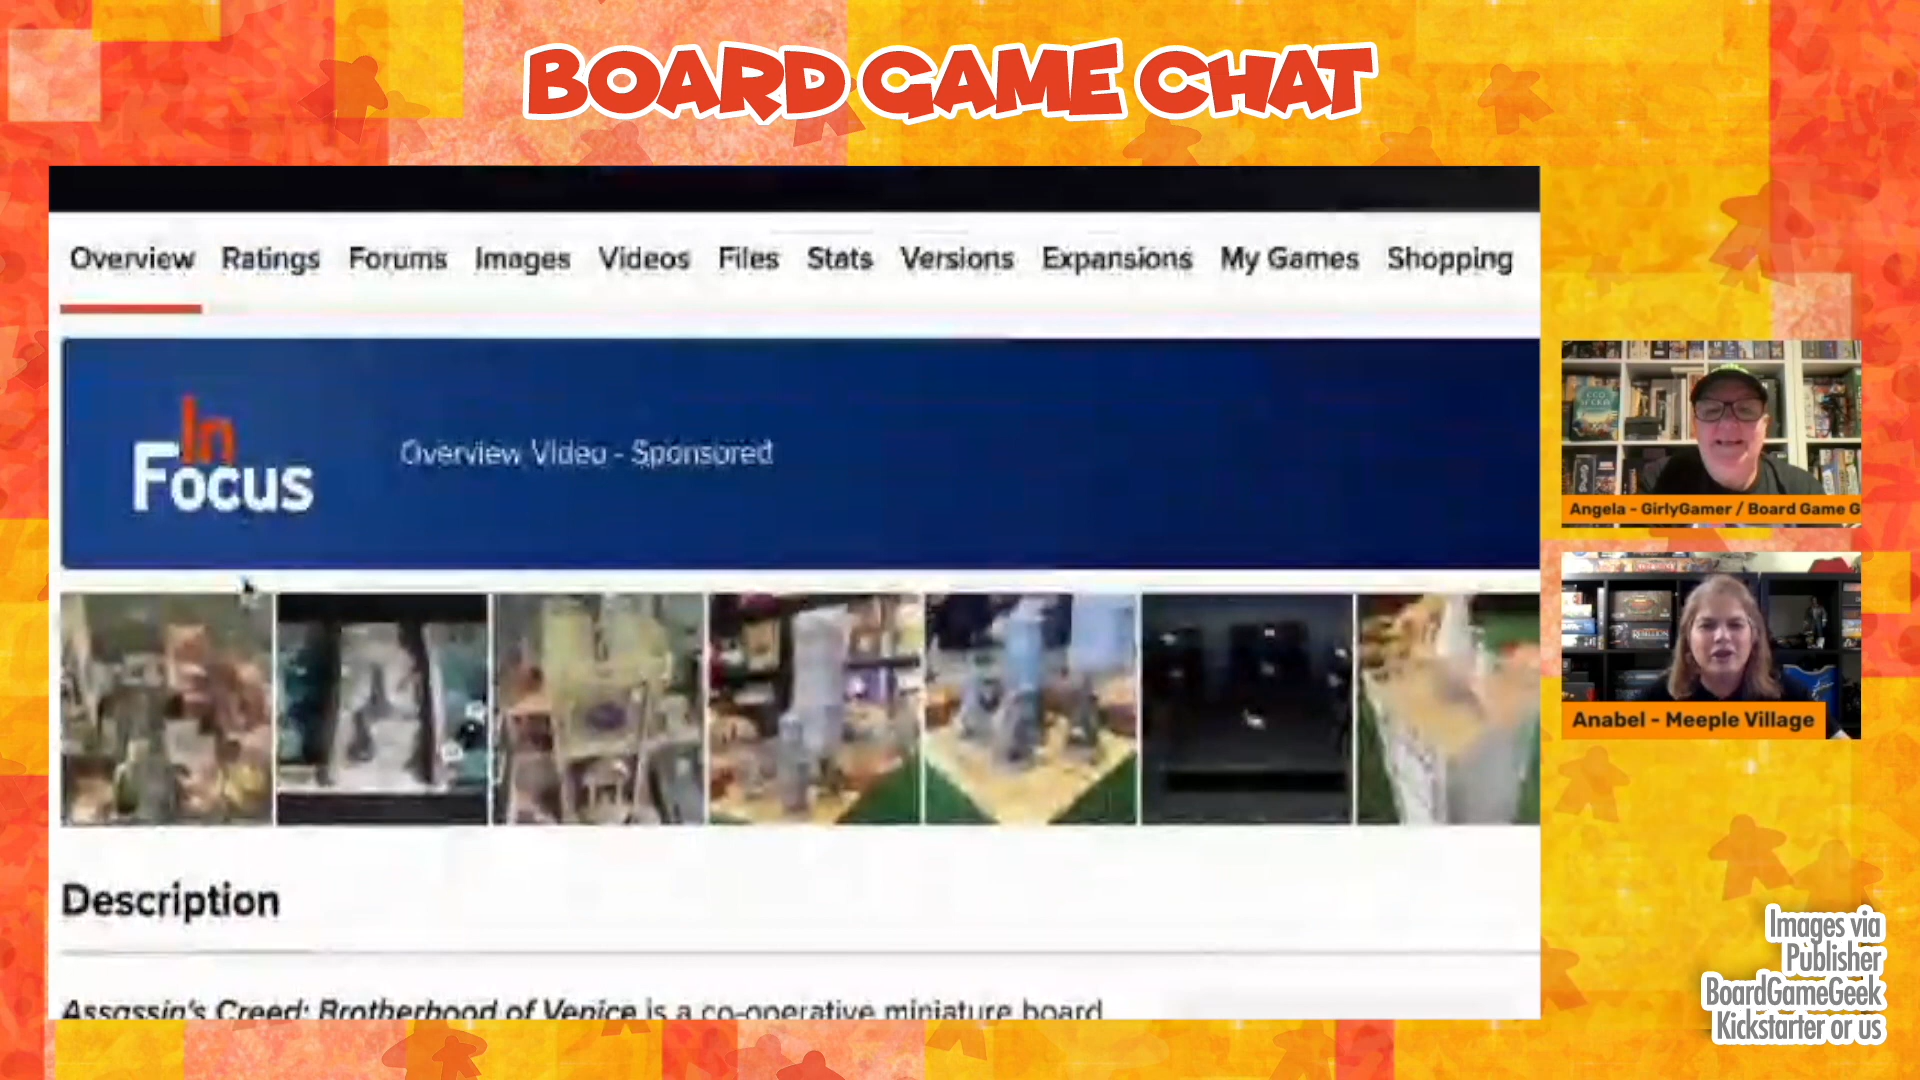 BOARD GAME CHAT
Overview Ratings Forums Images Videos Files Stats Versions Expansions My Games Shopping
In
Focus
Overview Video - Sponsored
Description
Assassin's Creed: Brotherhood of Venice is a co-operative miniature board
ECO
REBELLION
Angela - GirlyGamer / Board Game G
Anabel - Meeple Village
Images via
Publisher
BoardGameGeek
Kickstarter or us